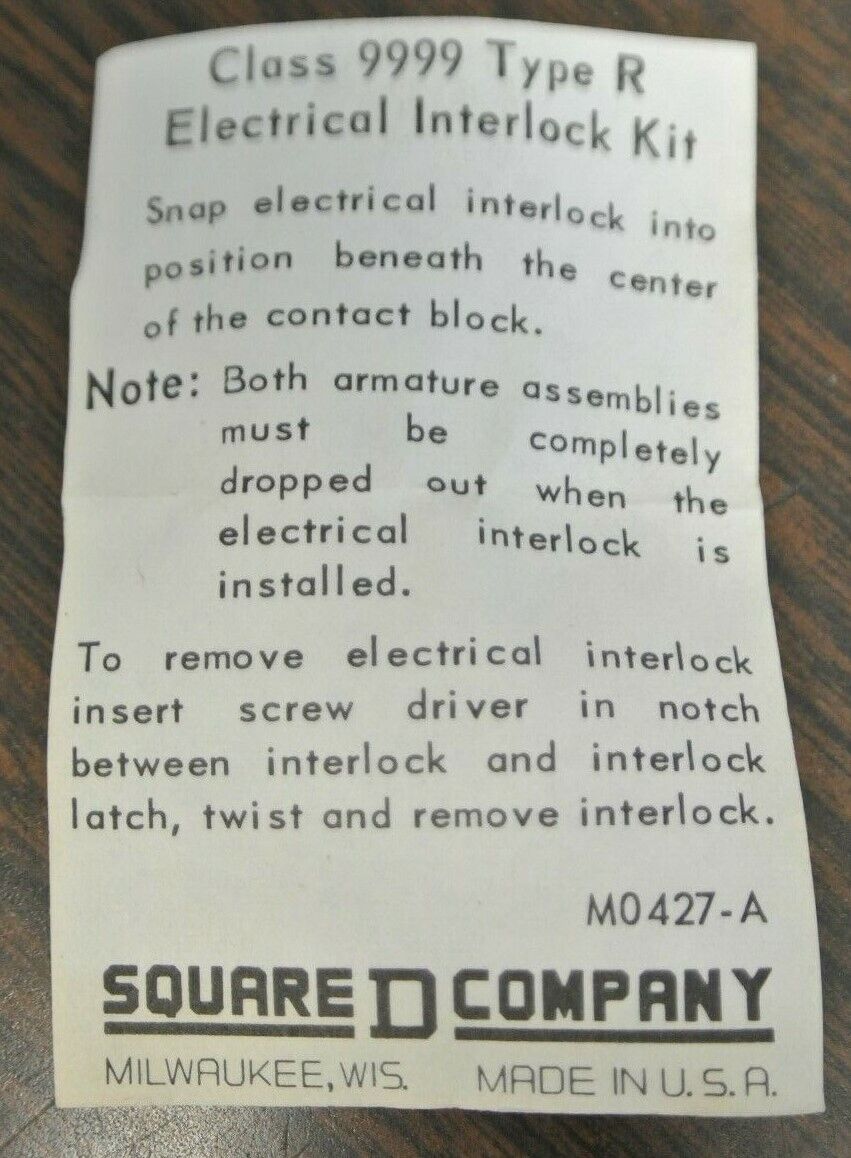 Class 9999 Type R
Electrical Interlock Kit
Snap electrical interlock into
position beneath the center
of the contact block.
Note: Both armature assemblies
must be completely
dropped out when the
electrical interlock is
installed.
To remove electrical interlock
insert screw driver in notch
between interlock and interlock
latch, twist and remove interlock.
M0427-A
SQUARE D COMPANY
MILWAUKEE, WIS. MADE IN U.S.A.